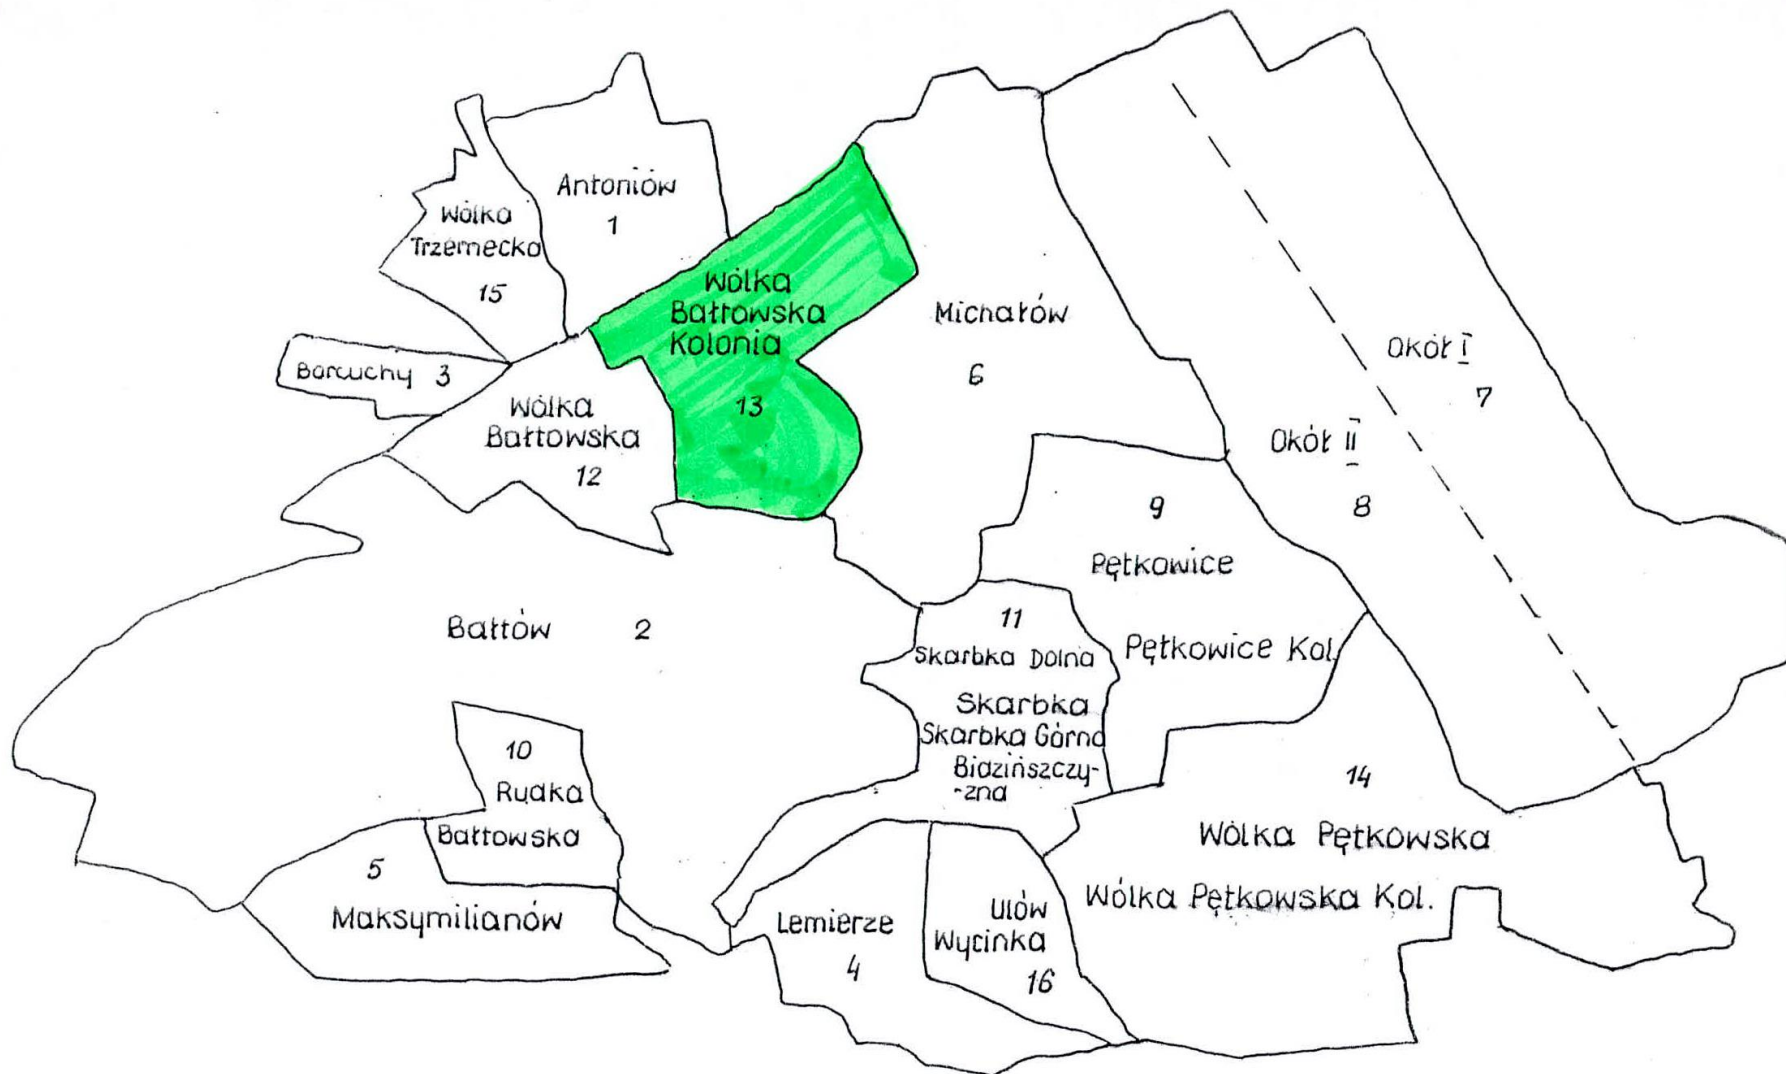 Antoniów
1
Wólka
Trzemecka
15
Wólka
Bałtowska
Kolonia
13
Michałów
6
Okół I
7
Borcuchy 3
Wólka
Bałtowska
12
Okół II
8
9
Pętkowice
Pętkowice Kol.
Bałtów 2
11
Skarbka Dolna
Skarbka
Skarbka Górna
Bidzińszczy-
-zna
10
Rudka
Bałtowska
14
Wólka Pętkowska
Wólka Pętkowska Kol.
5
Maksymilianów
Lemierze
4
Ulów
Wycinka
16